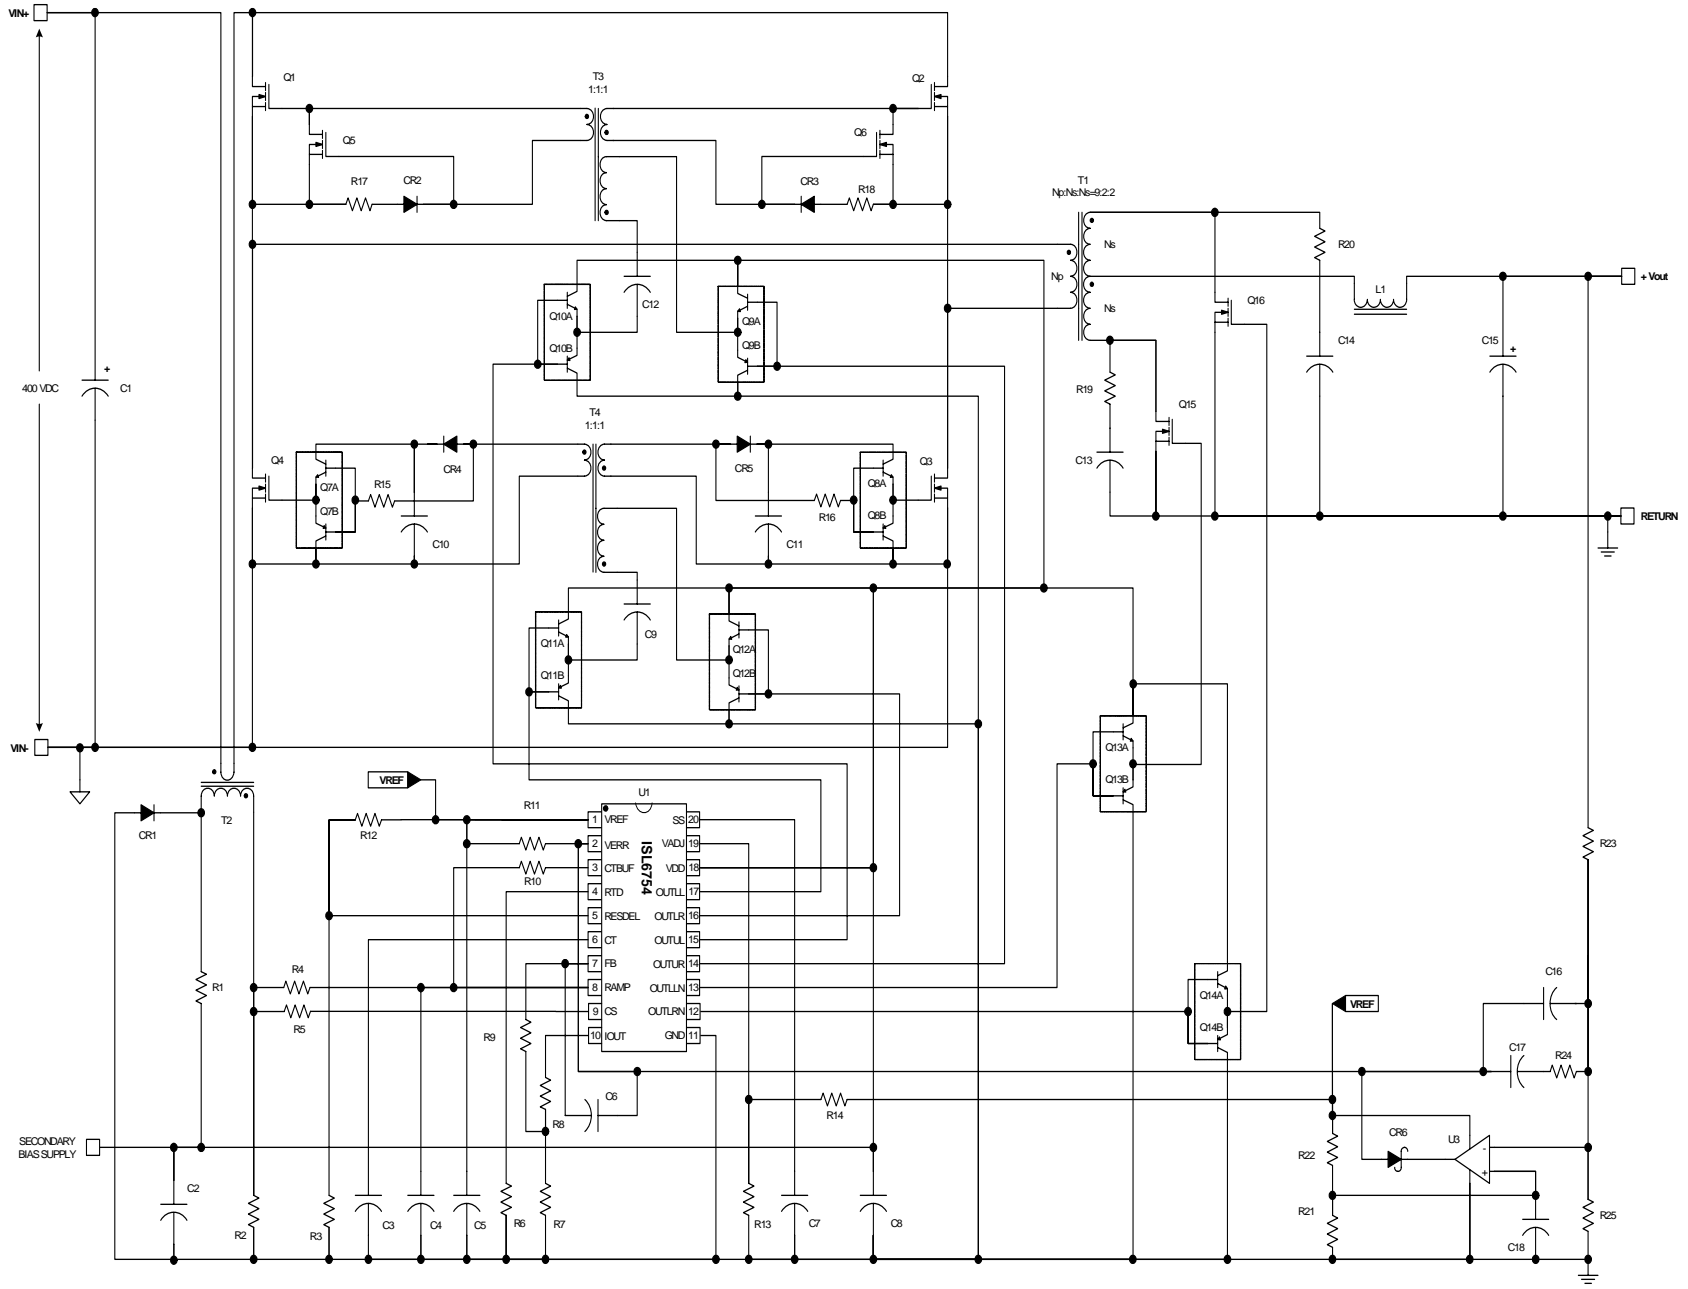 VIN+
Q1
T3
1:1:1
Q2
Q5
Q6
R17
CR2
CR3
R18
T1
Np:Ns:Ns=9:2:2
Ns
Np
Ns
R20
L1
+ Vout
Q16
C12
Q10A
Q10B
Q9A
Q9B
+
C1
400 VDC
C14
C15
+
R19
Q15
C13
T4
1:1:1
Q4
CR4
CR5
Q3
Q7A
Q7B
R15
C10
R16
C11
Q8A
Q8B
RETURN
Q11A
Q11B
C9
Q12A
Q12B
VIN-
Q13A
Q13B
VREF
CR1
T2
R12
R11
R10
U1
ISL6754
1 VREF
2 VERR
3 CTBUF
4 RTD
5 RESDEL
6 CT
7 FB
8 RAMP
9 CS
10 IOUT
SS 20
VADJ 19
VDD 18
OUTLL 17
OUTLR 16
OUTUL 15
OUTUR 14
OUTLLN 13
OUTLRN 12
GND 11
R23
R1
R4
R5
R9
R8
C6
Q14A
Q14B
VREF
C16
C17
R24
R14
SECONDARY
BIAS SUPPLY
C2
R2
R3
C3
C4
C5
R6
R7
R13
C7
C8
R22
R21
CR6
U3
-
+
C18
R25